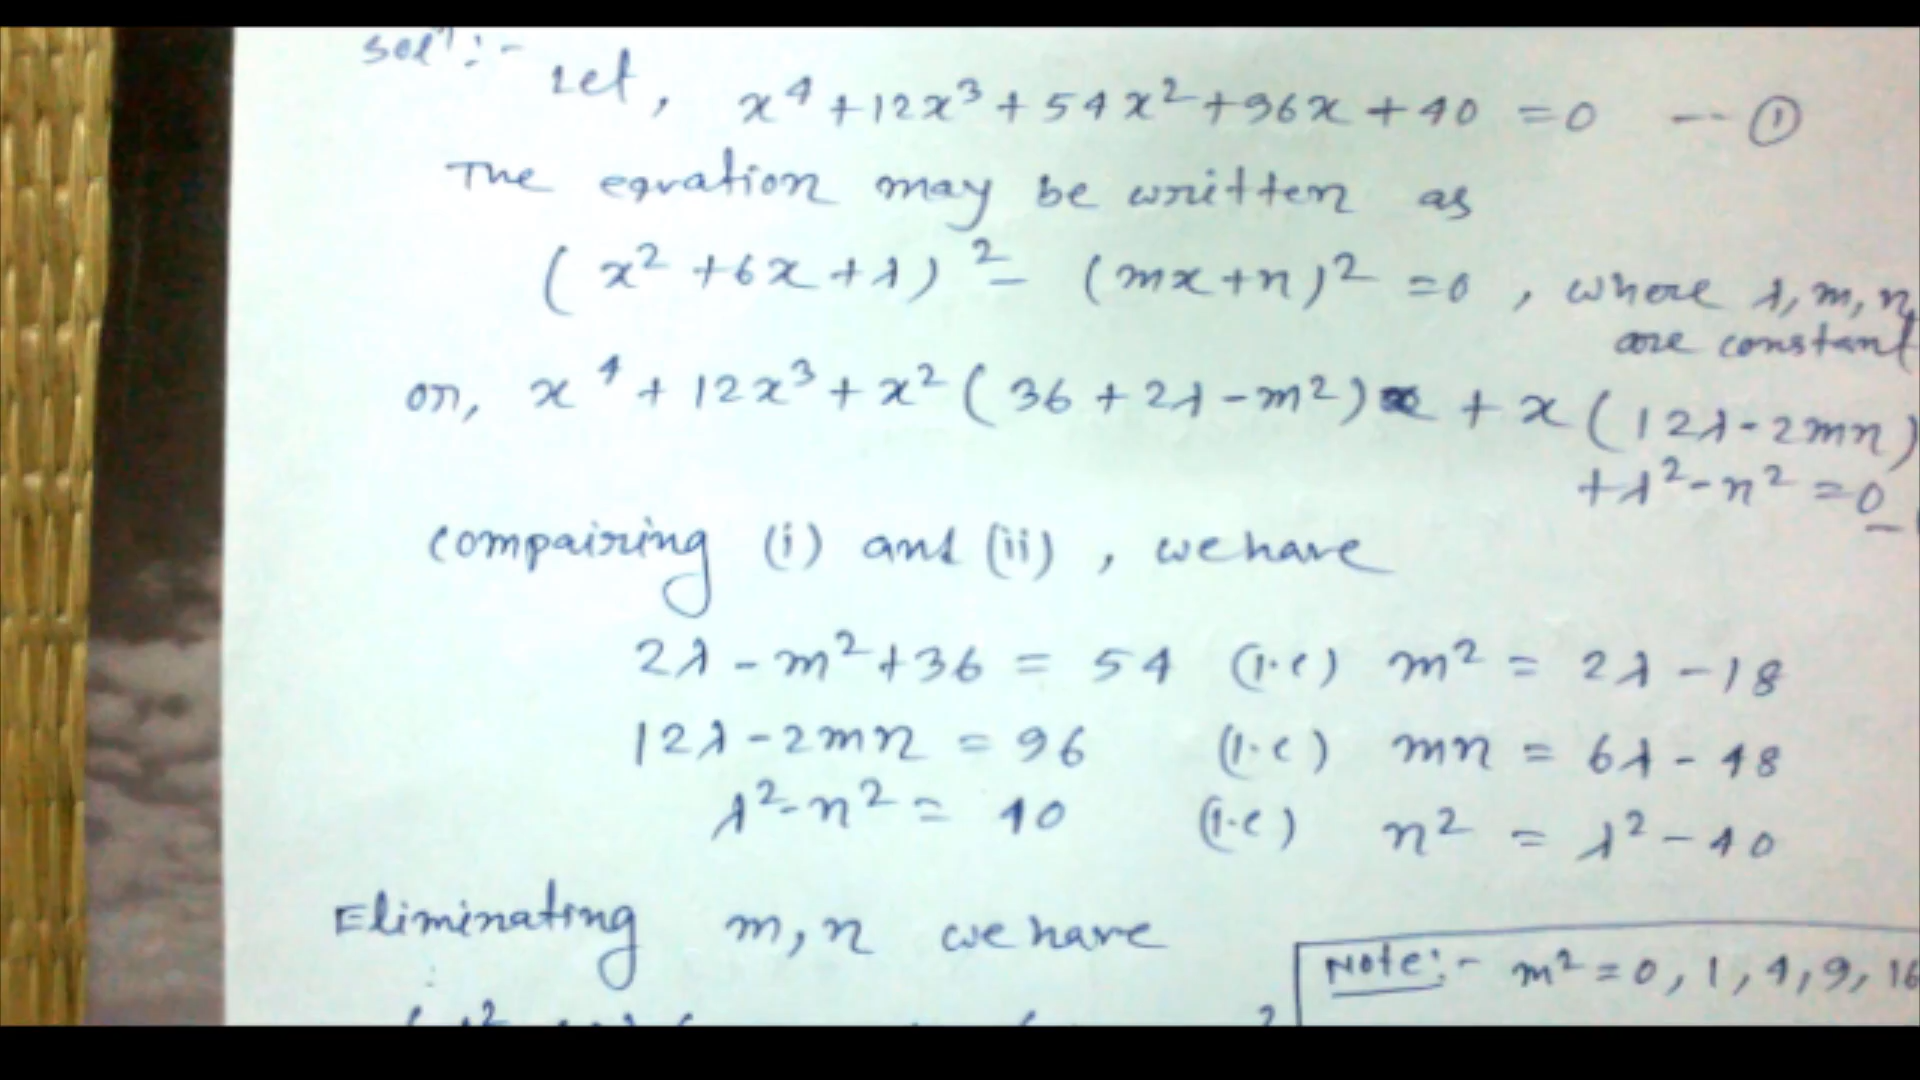 Solⁿ:-
Let, x⁴ + 12x³ + 54x² + 96x + 40 = 0 --- ①
The equation may be written as
(x² + 6x + λ)² - (mx + n)² = 0, where λ, m, n
are constant
or, x⁴ + 12x³ + x²(36 + 2λ - m²) + x(12λ - 2mn)
+ λ² - n² = 0 -
compairing (i) and (ii), we have
2λ - m² + 36 = 54 (i.e) m² = 2λ - 18
12λ - 2mn = 96 (i.e) mn = 6λ - 48
λ² - n² = 40 (i.e) n² = λ² - 40
Eliminating m, n we have
Note:- m² = 0, 1, 4, 9, 16